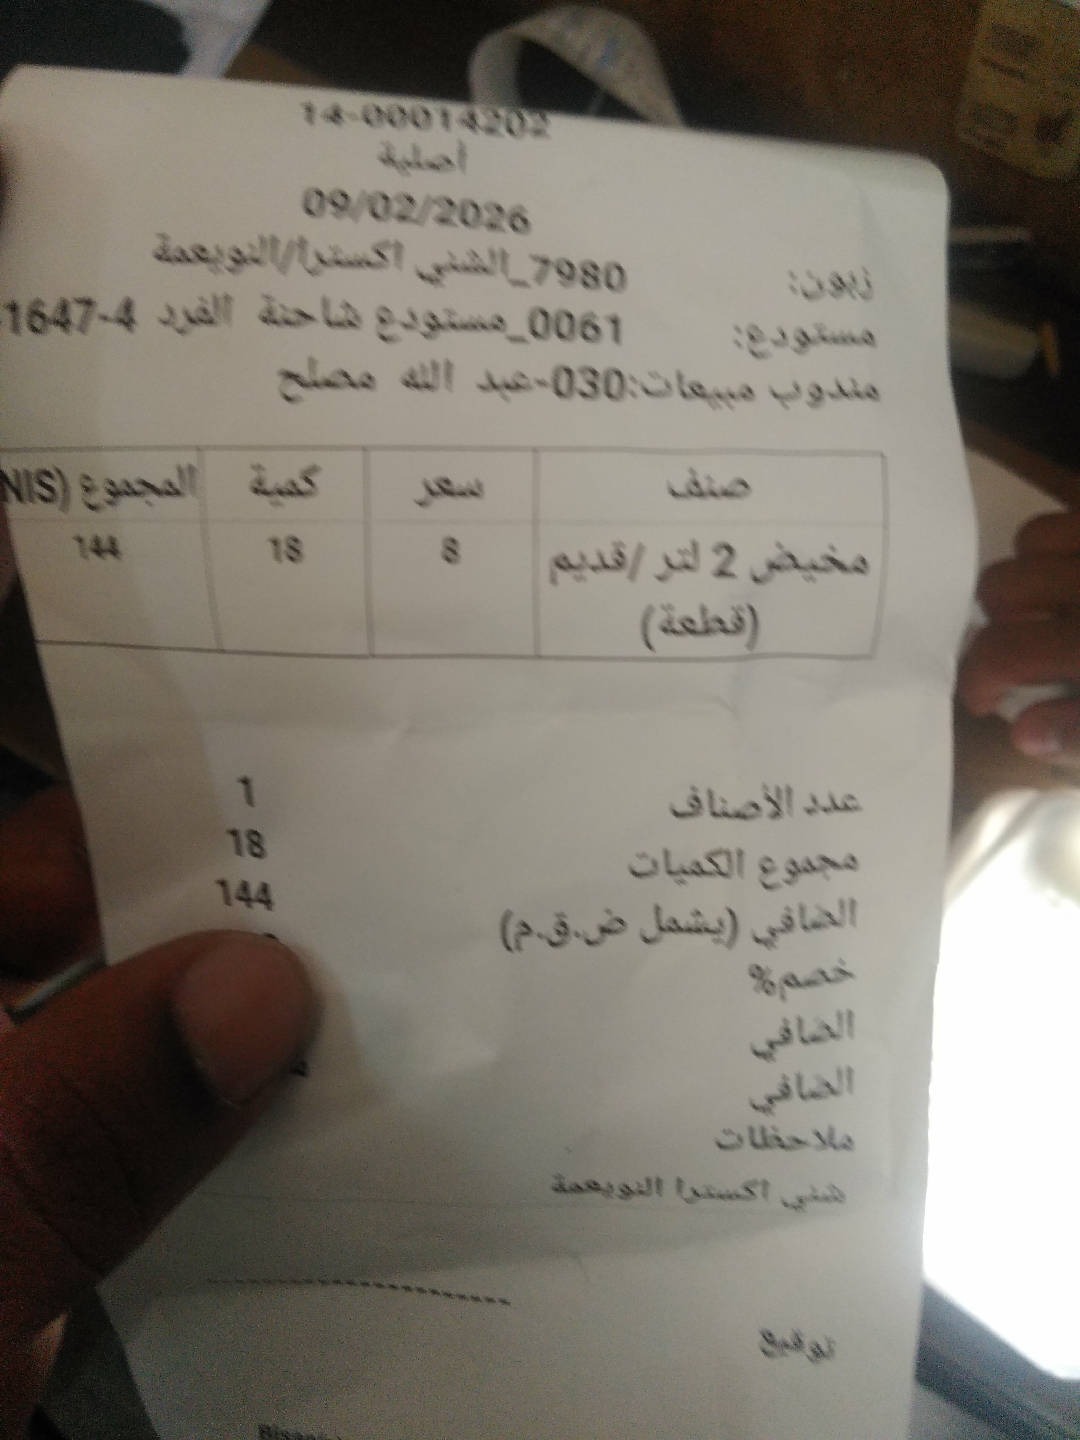 14-00014202
أصلية
09/02/2026
زبون: 7980_الشني اكسترا/النويعمة
مستودع: 0061_مستودع شاحنة الفرد 4-1647
مندوب مبيعات:030-عبد الله مصلح
صنف سعر كمية المجموع (NIS
مخيض 2 لتر /قديم 8 18 144
(قطعة)
عدد الأصناف 1
مجموع الكميات 18
الصافي (يشمل ض.ق.م) 144
خصم%
الصافي
الصافي
ملاحظات
شني اكسترا النويعمة
توقيع